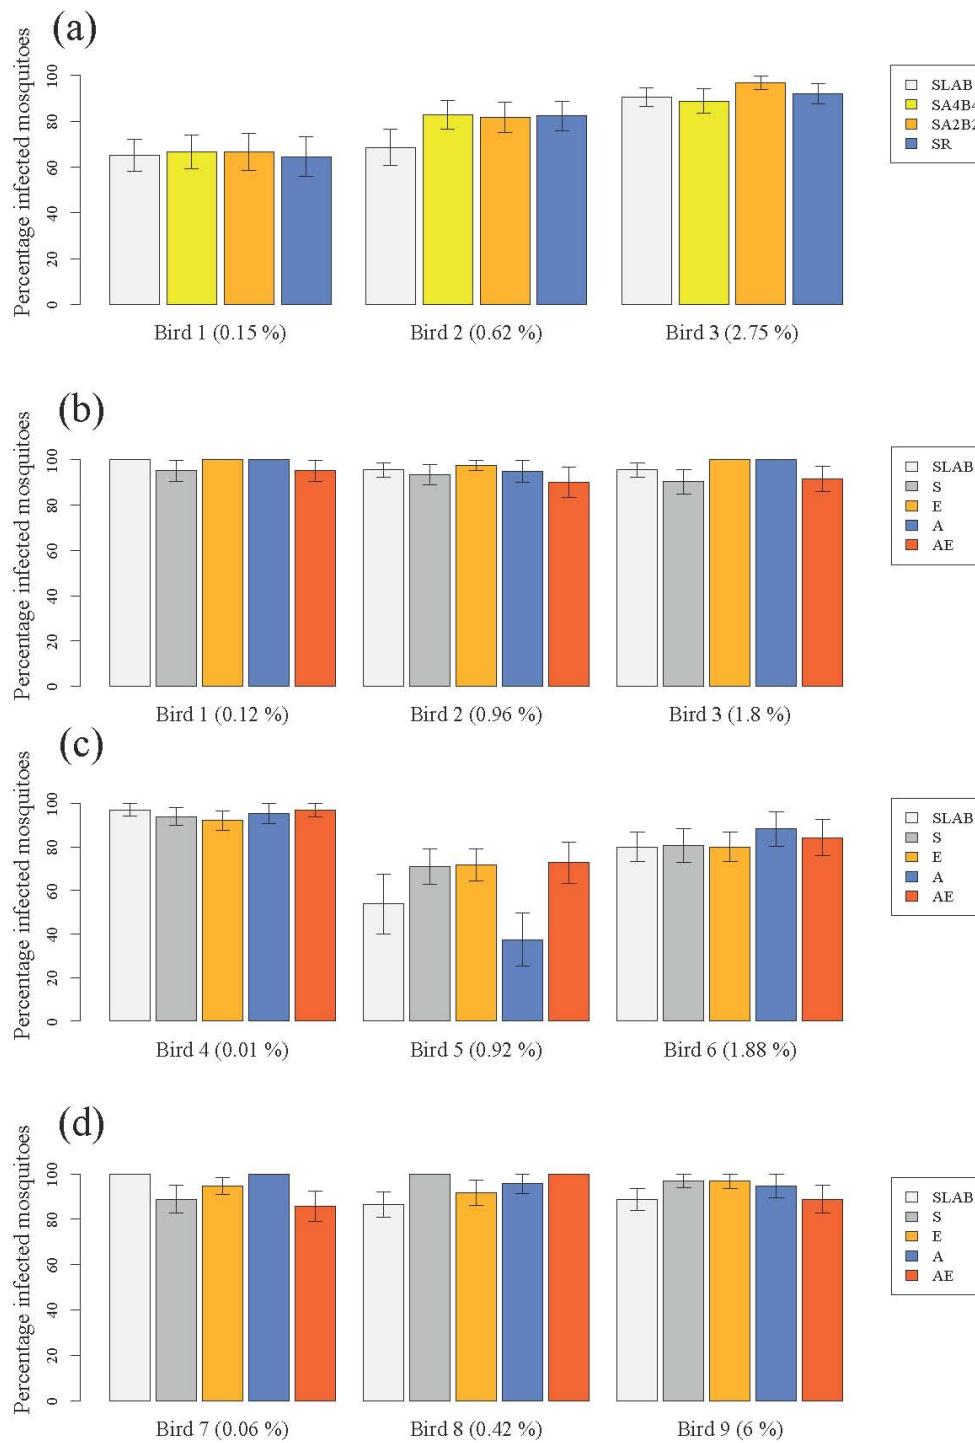 (a)
Percentage infected mosquitoes
100
80
60
40
20
0
Bird 1 (0.15 %)
Bird 2 (0.62 %)
Bird 3 (2.75 %)
SLAB
SA4B4
SA2B2
SR
(b)
Percentage infected mosquitoes
100
80
60
40
20
0
Bird 1 (0.12 %)
Bird 2 (0.96 %)
Bird 3 (1.8 %)
SLAB
S
E
A
AE
(c)
Percentage infected mosquitoes
100
80
60
40
20
0
Bird 4 (0.01 %)
Bird 5 (0.92 %)
Bird 6 (1.88 %)
SLAB
S
E
A
AE
(d)
Percentage infected mosquitoes
100
80
60
40
20
0
Bird 7 (0.06 %)
Bird 8 (0.42 %)
Bird 9 (6 %)
SLAB
S
E
A
AE